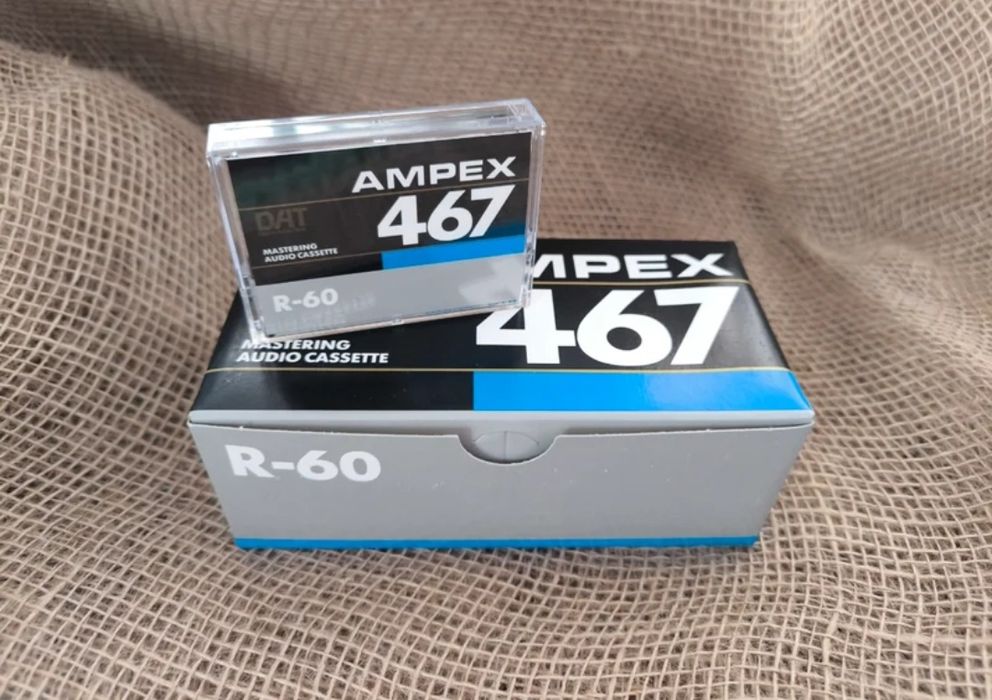 AMPEX
467
DAT
MASTERING
AUDIO CASSETTE
R-60
MPEX
467
MASTERING
AUDIO CASSETTE
R-60